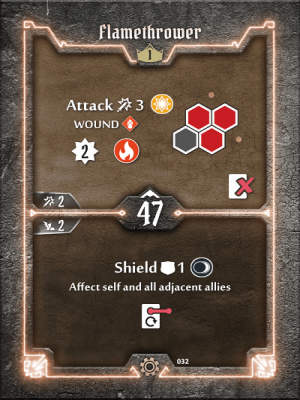 Flamethrower
1
Attack 3
WOUND
2
2
47
2
Shield 1
Affect self and all adjacent allies
032